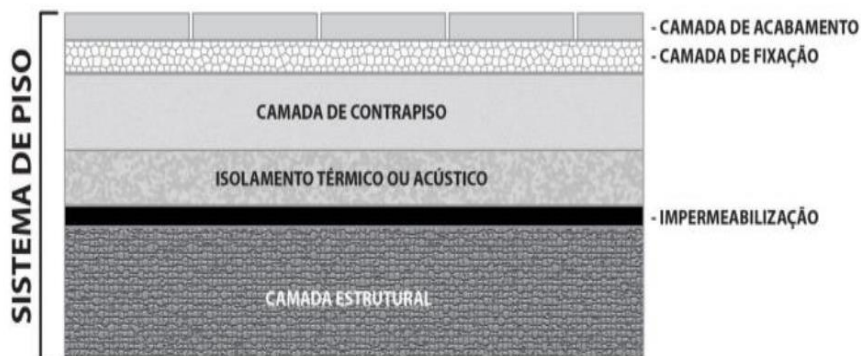 SISTEMA DE PISO
- CAMADA DE ACABAMENTO
- CAMADA DE FIXAÇÃO
CAMADA DE CONTRAPISO
ISOLAMENTO TÉRMICO OU ACÚSTICO
- IMPERMEABILIZAÇÃO
CAMADA ESTRUTURAL